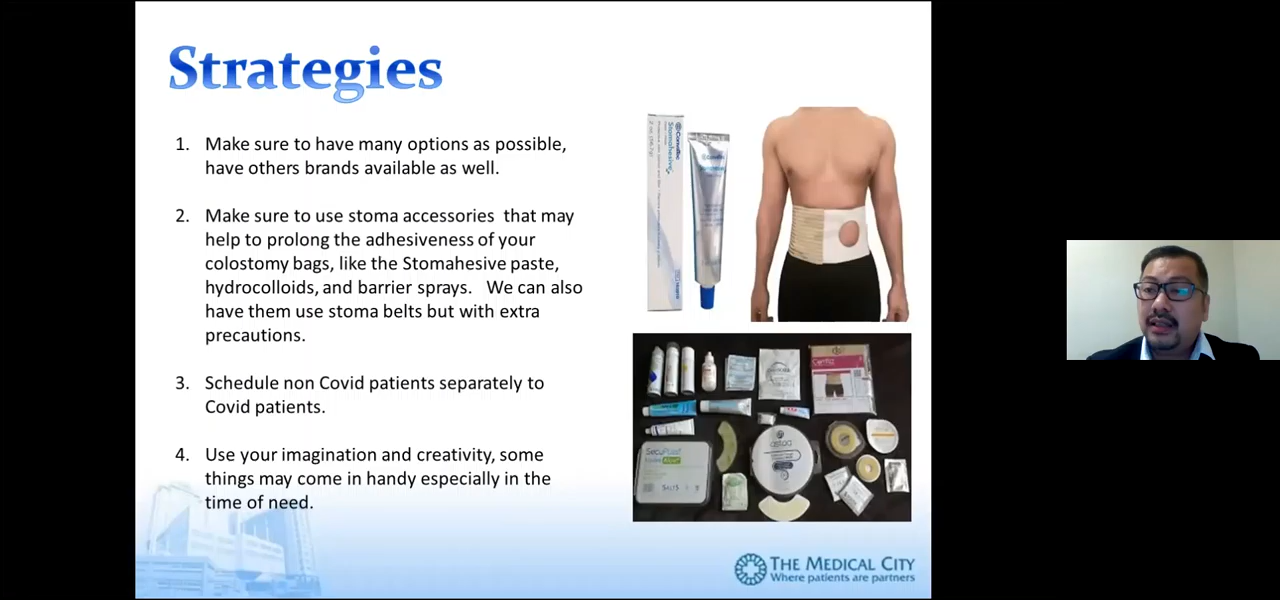 Strategies
1. Make sure to have many options as possible,
have others brands available as well.
2. Make sure to use stoma accessories that may
help to prolong the adhesiveness of your
colostomy bags, like the Stomahesive paste,
hydrocolloids, and barrier sprays. We can also
have them use stoma belts but with extra
precautions.
3. Schedule non Covid patients separately to
Covid patients.
4. Use your imagination and creativity, some
things may come in handy especially in the
time of need.
ConvaTec
Stomahesive
SALTS
THE MEDICAL CITY
Where patients are partners